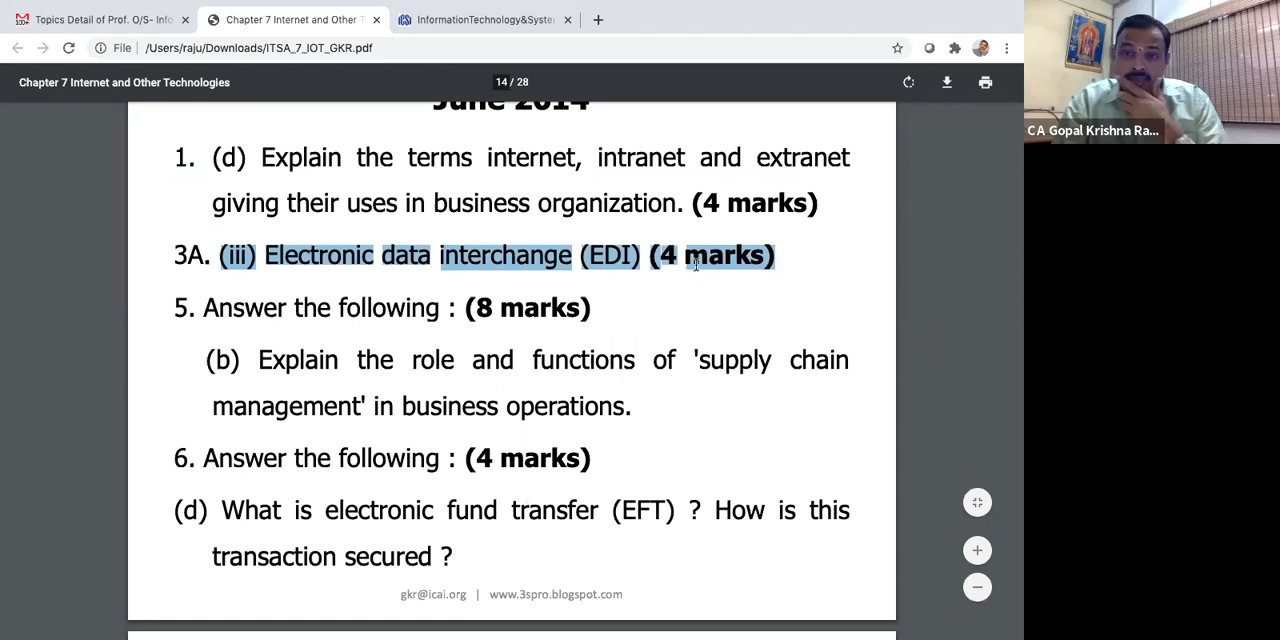 Topics Detail of Prof. O/S- Info
Chapter 7 Internet and Other T
InformationTechnology&Syste
File
/Users/raju/Downloads/ITSA_7_IOT_GKR.pdf
Chapter 7 Internet and Other Technologies
14 / 28
June 2014
1. (d) Explain the terms internet, intranet and extranet
giving their uses in business organization. (4 marks)
3A. (iii) Electronic data interchange (EDI) (4 marks)
5. Answer the following : (8 marks)
(b) Explain the role and functions of 'supply chain
management' in business operations.
6. Answer the following : (4 marks)
(d) What is electronic fund transfer (EFT) ? How is this
transaction secured ?
gkr@icai.org | www.3spro.blogspot.com
C A Gopal Krishna Ra...